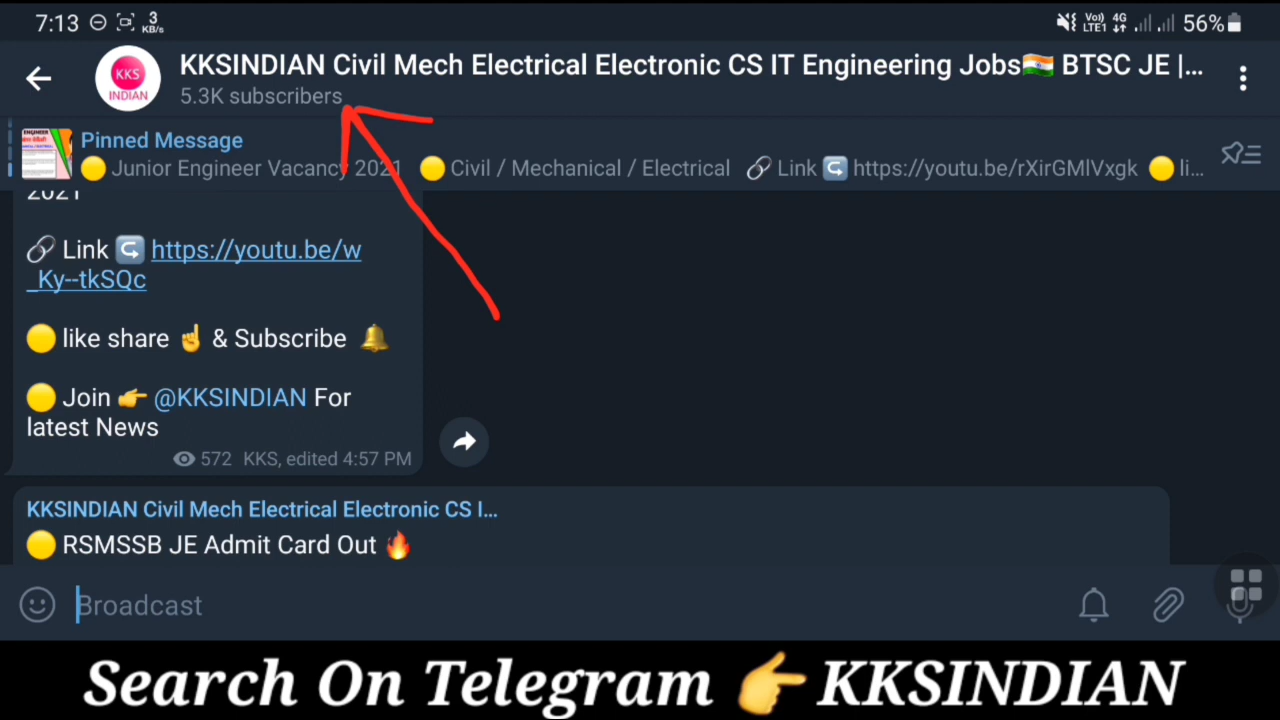 7:13 3 KB/s Vo)) LTE1 4G 56%
KKS INDIAN
KKSINDIAN Civil Mech Electrical Electronic CS IT Engineering Jobs🇮🇳 BTSC JE |...
5.3K subscribers
Pinned Message
🟡 Junior Engineer Vacancy 2021 🟡 Civil / Mechanical / Electrical 🔗 Link ↪️ https://youtu.be/rXirGMlVxgk 🟡 li...
2021
🔗 Link ↪️ https://youtu.be/w
_Ky--tkSQc
🟡 like share ☝️ & Subscribe 🔔
🟡 Join 👉 @KKSINDIAN For
latest News
572 KKS, edited 4:57 PM
KKSINDIAN Civil Mech Electrical Electronic CS I...
🟡 RSMSSB JE Admit Card Out 🔥
Broadcast
Search On Telegram 👉 KKSINDIAN